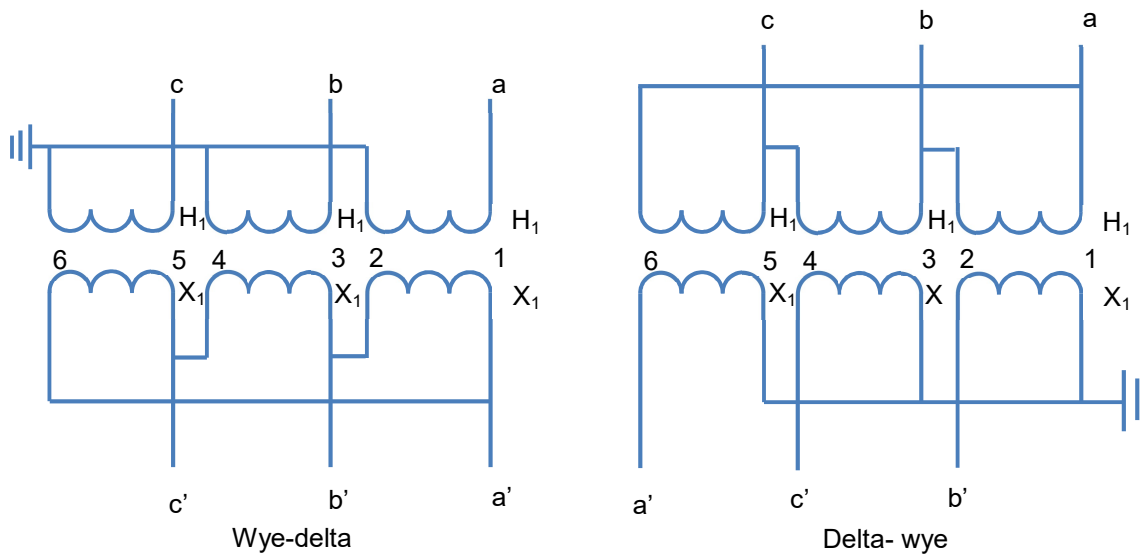 c b a
H₁ H₁ H₁
6 5 4 3 2 1
X₁ X₁ X₁
c’ b’ a’
Wye-delta
c b a
H₁ H₁ H₁
6 5 4 3 2 1
X₁ X X₁
a’ c’ b’
Delta- wye